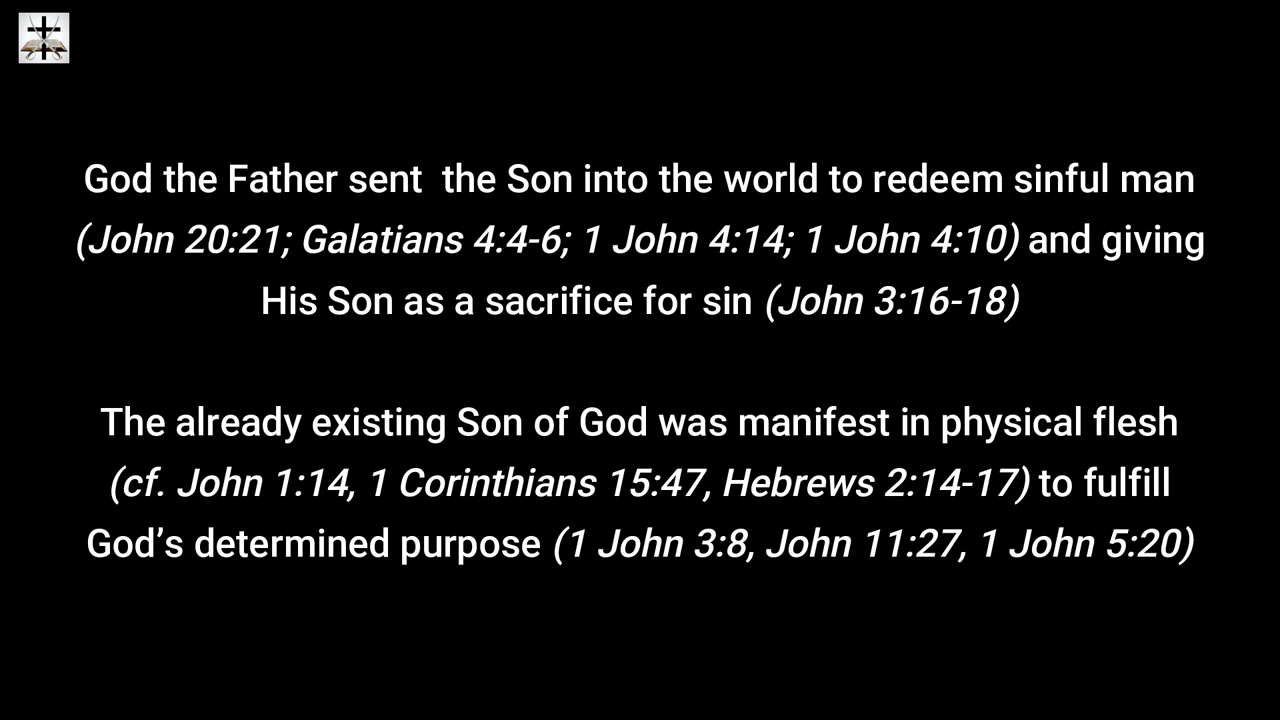 God the Father sent  the Son into the world to redeem sinful man
(John 20:21; Galatians 4:4-6; 1 John 4:14; 1 John 4:10) and giving
His Son as a sacrifice for sin (John 3:16-18)
The already existing Son of God was manifest in physical flesh
(cf. John 1:14, 1 Corinthians 15:47, Hebrews 2:14-17) to fulfill
God’s determined purpose (1 John 3:8, John 11:27, 1 John 5:20)